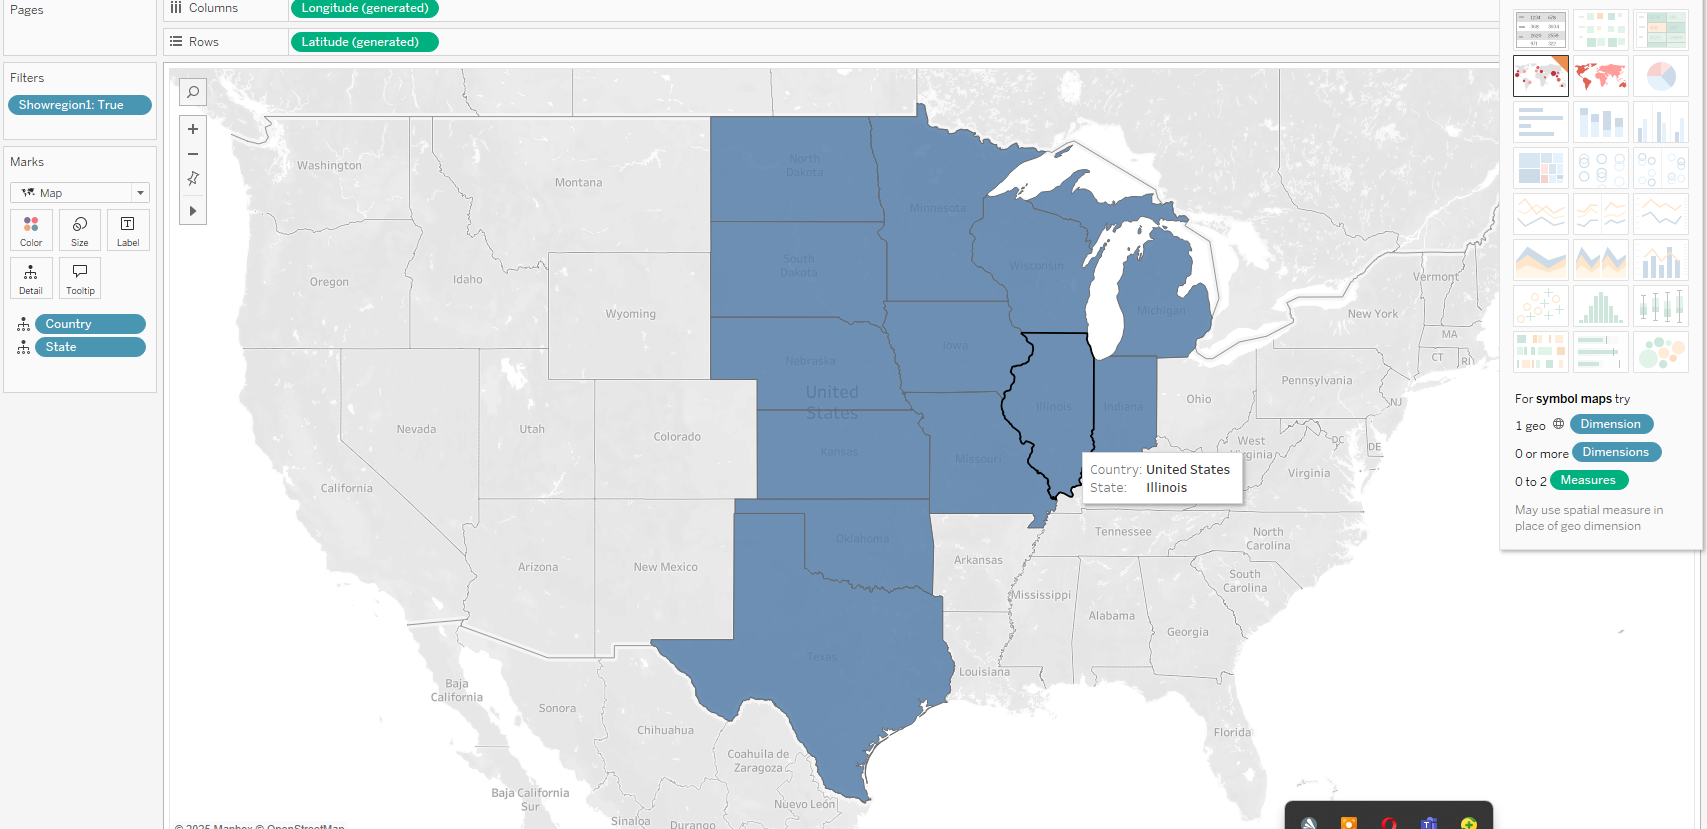 Pages
Columns
Longitude (generated)
Rows
Latitude (generated)
Filters
Showregion1: True
Marks
Map
Color
Size
Label
Detail
Tooltip
Country
State
Washington
Montana
North
Dakota
Minnesota
Oregon
Idaho
Wyoming
South
Dakota
Wisconsin
Michigan
Vermont
New York
MA
CT
RI
Iowa
Nebraska
United
States
Illinois
Indiana
Ohio
Pennsylvania
NJ
Nevada
Utah
Colorado
Kansas
Missouri
West
Virginia
DC
DE
Virginia
California
Country: United States
State: Illinois
Arizona
New Mexico
Oklahoma
Arkansas
Tennessee
North
Carolina
South
Carolina
Mississippi
Alabama
Georgia
Texas
Louisiana
Florida
Baja
California
Sonora
Chihuahua
Coahuila de
Zaragoza
Baja California
Sur
Nuevo León
Sinaloa
Durango
© 2025 Mapbox © OpenStreetMap
For symbol maps try
1 geo Dimension
0 or more Dimensions
0 to 2 Measures
May use spatial measure in
place of geo dimension